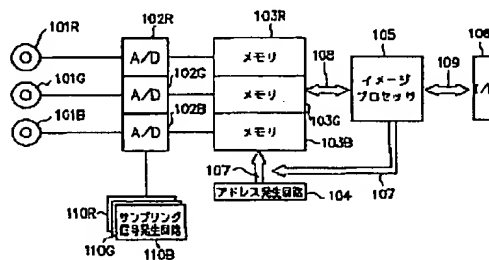 101R
102R
103R
105
106
A/D
メモリ
108
イメージ
プロセッサ
109
I/
101G
102G
A/D
メモリ
103G
101B
102B
A/D
メモリ
103B
107
107
アドレス発生回路
104
110R
110G
サンプリング
信号発生回路
110B